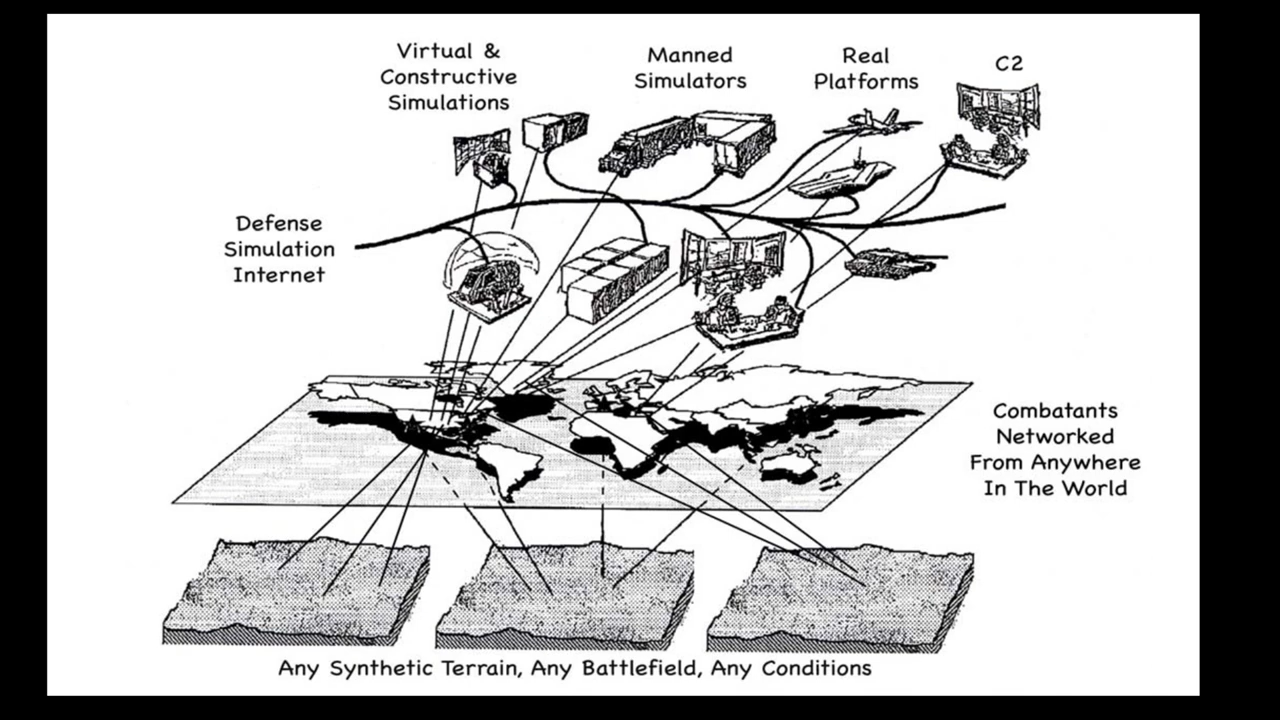 Virtual &
Constructive
Simulations
Manned
Simulators
Real
Platforms
C2
Defense
Simulation
Internet
Combatants
Networked
From Anywhere
In The World
Any Synthetic Terrain, Any Battlefield, Any Conditions